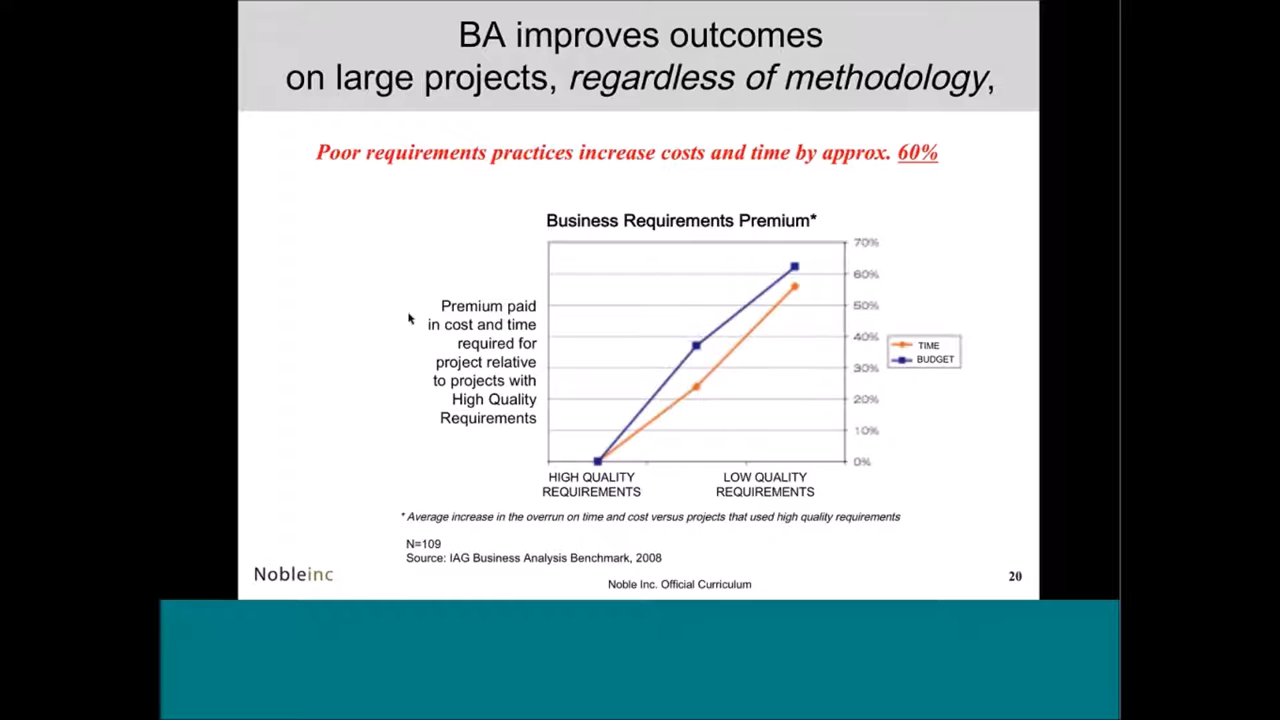 BA improves outcomes
on large projects, regardless of methodology,
Poor requirements practices increase costs and time by approx. 60%
Business Requirements Premium*
70%
60%
50%
40%
30%
20%
10%
0%
Premium paid
in cost and time
required for
project relative
to projects with
High Quality
Requirements
TIME
BUDGET
HIGH QUALITY
REQUIREMENTS
LOW QUALITY
REQUIREMENTS
* Average increase in the overrun on time and cost versus projects that used high quality requirements
N=109
Source: IAG Business Analysis Benchmark, 2008
Nobleinc
Noble Inc. Official Curriculum
20